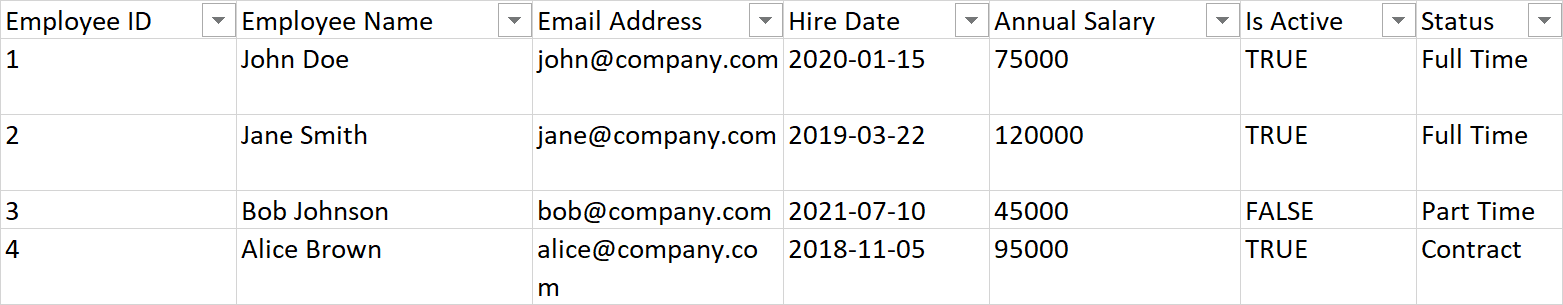 Employee ID Employee Name Email Address Hire Date Annual Salary Is Active Status
1 John Doe john@company.com 2020-01-15 75000 TRUE Full Time
2 Jane Smith jane@company.com 2019-03-22 120000 TRUE Full Time
3 Bob Johnson bob@company.com 2021-07-10 45000 FALSE Part Time
4 Alice Brown alice@company.co 2018-11-05 95000 TRUE Contract
m